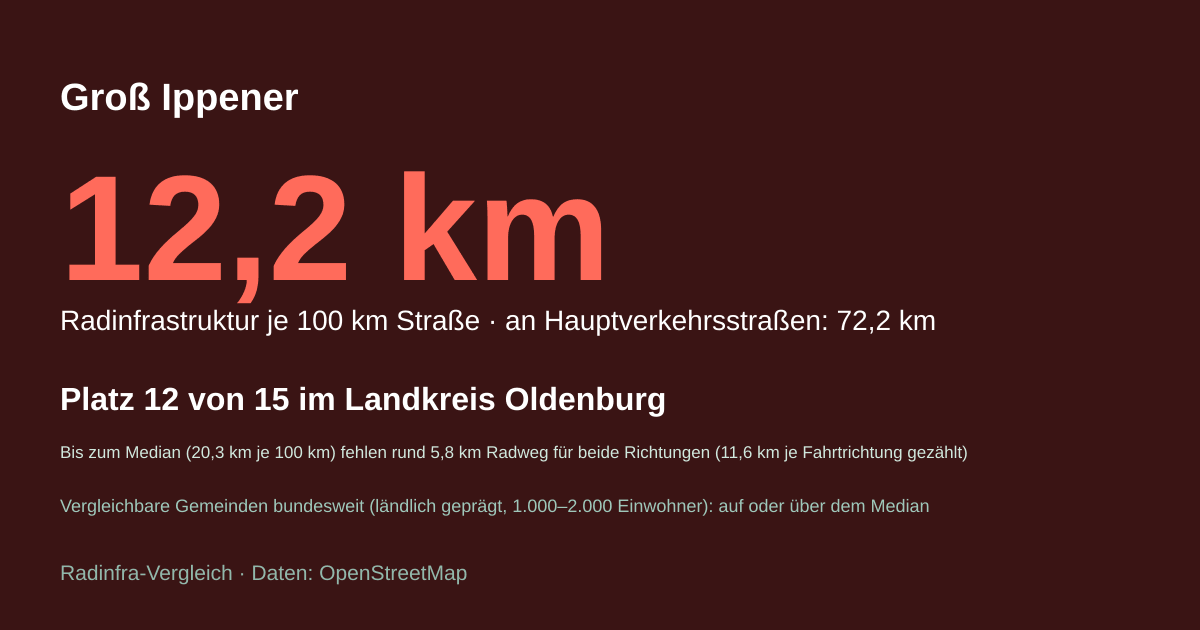 Groß Ippener
12,2 km
Radinfrastruktur je 100 km Straße · an Hauptverkehrsstraßen: 72,2 km
Platz 12 von 15 im Landkreis Oldenburg
Bis zum Median (20,3 km je 100 km) fehlen rund 5,8 km Radweg für beide Richtungen (11,6 km je Fahrtrichtung gezählt)
Vergleichbare Gemeinden bundesweit (ländlich geprägt, 1.000–2.000 Einwohner): auf oder über dem Median
Radinfra-Vergleich · Daten: OpenStreetMap